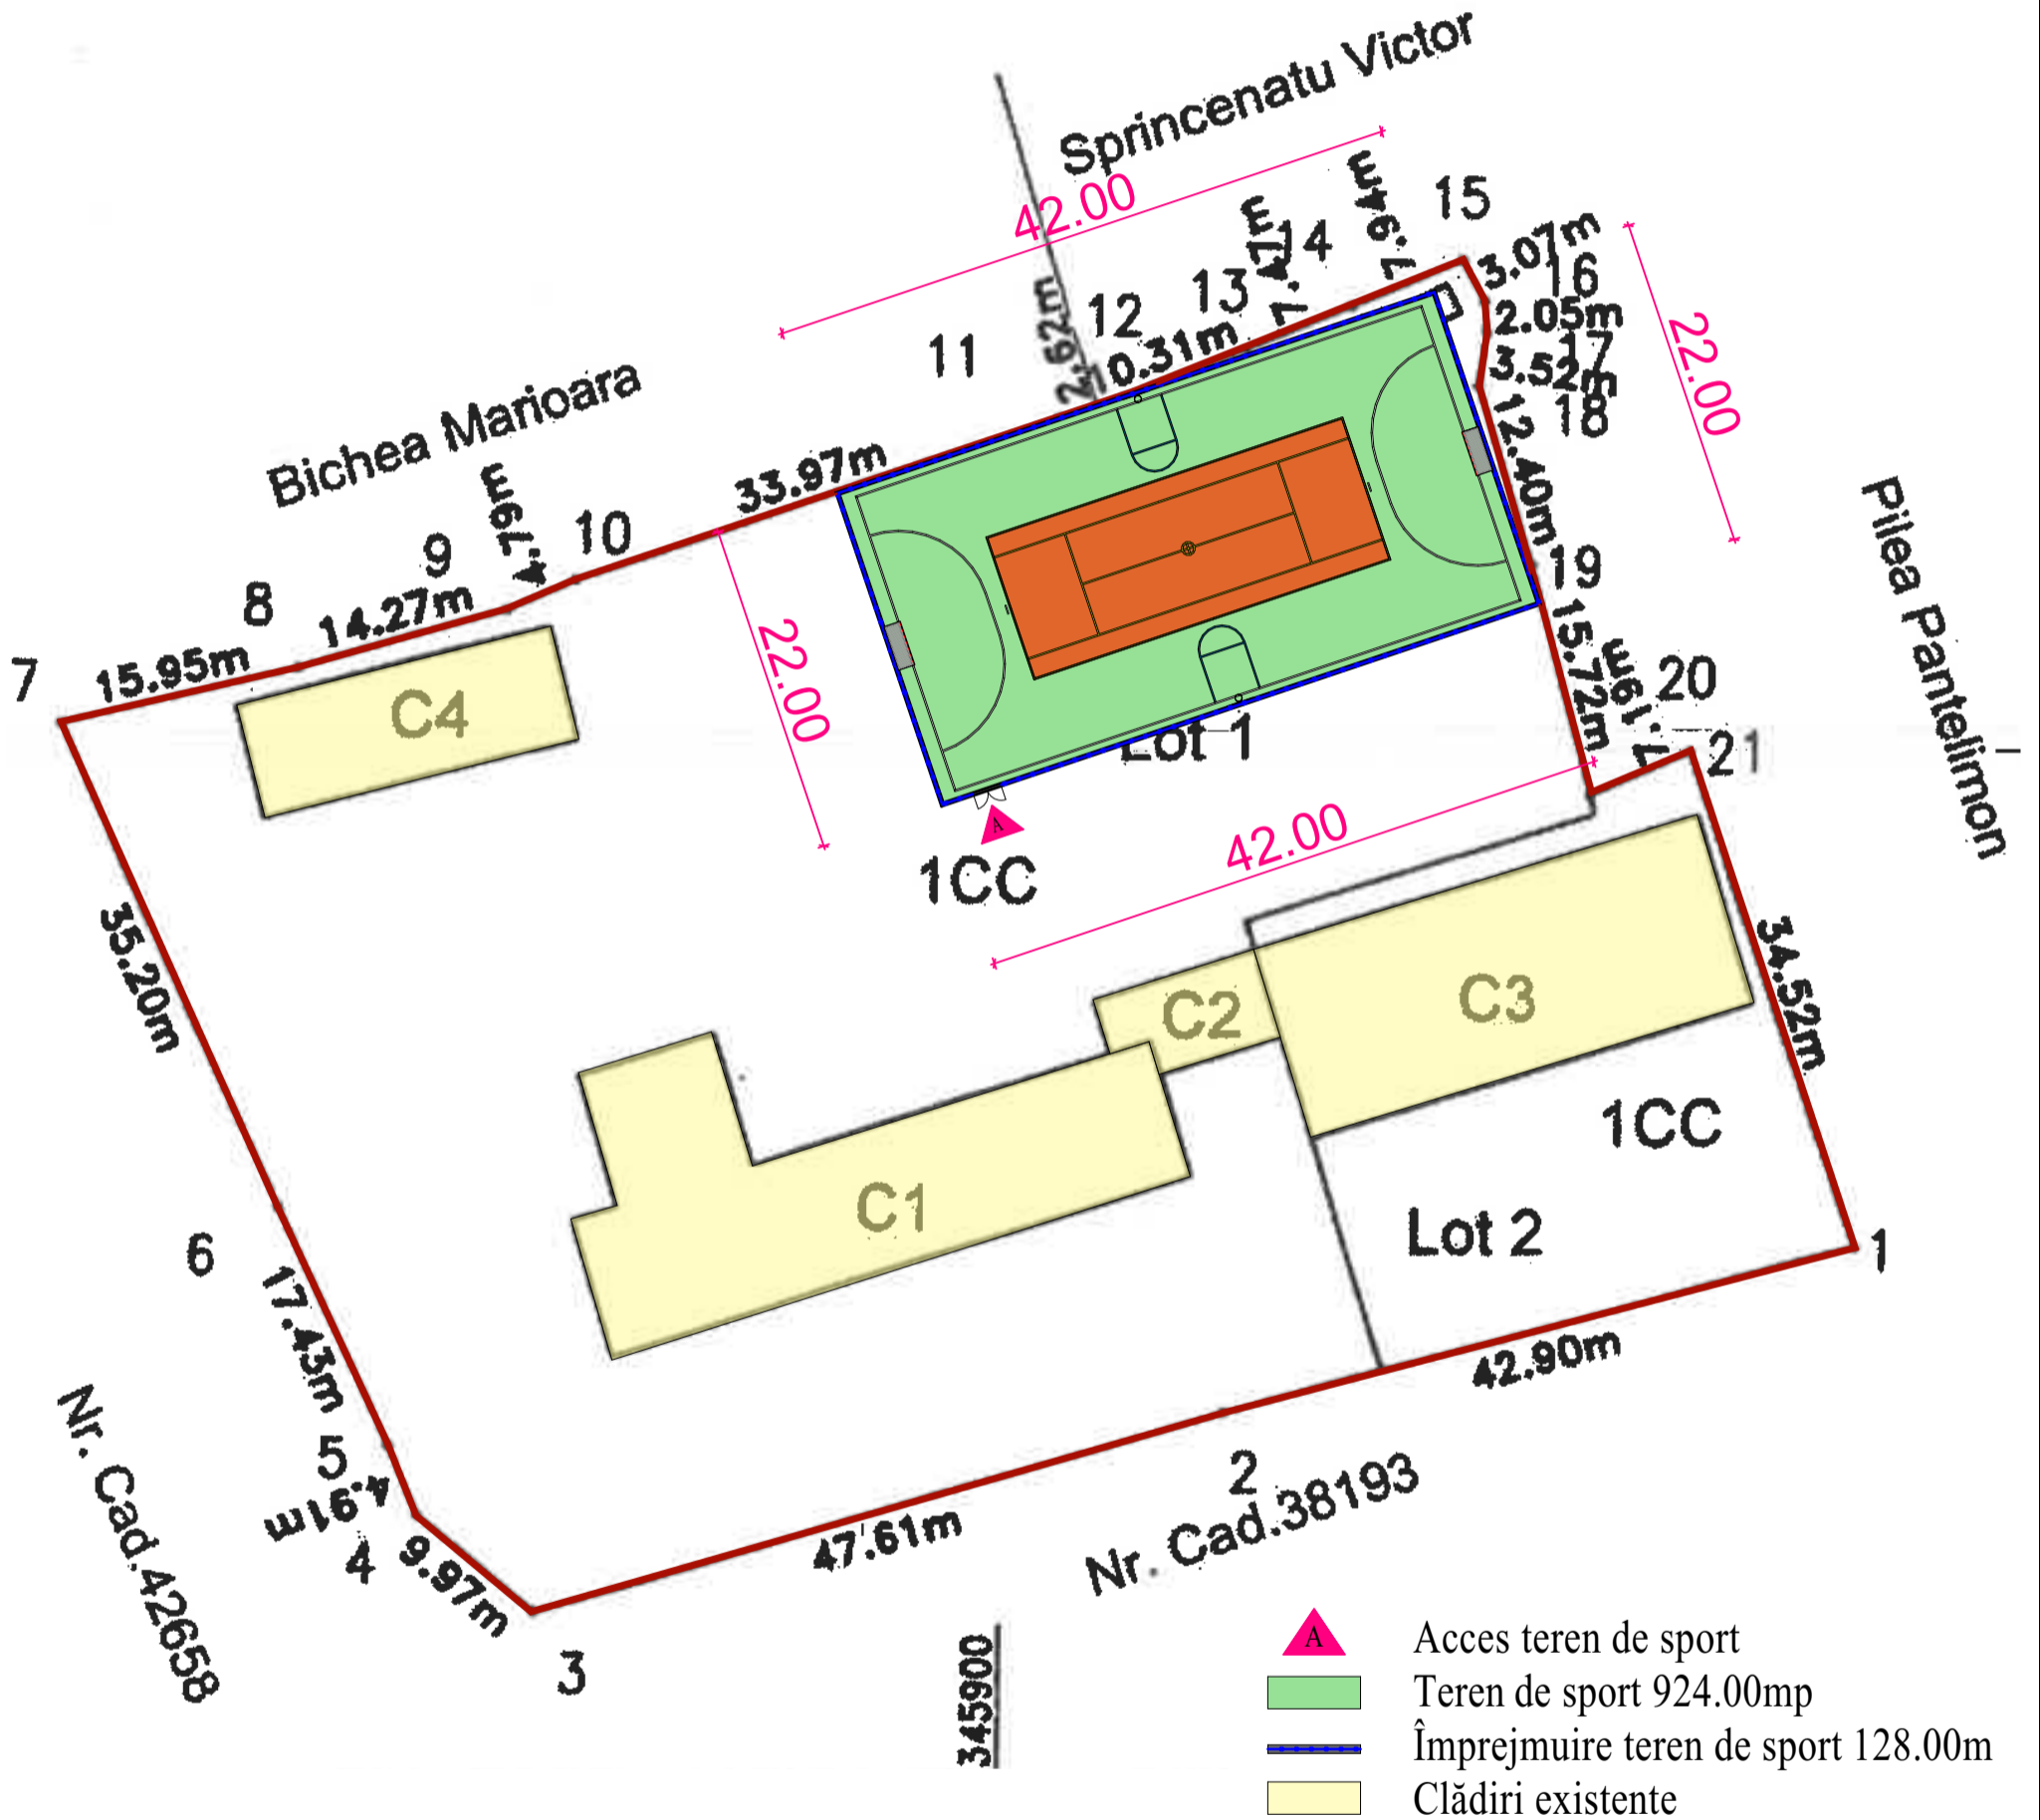 Sprincenatu Victor
42.00
7.94m
15
3.07m
16
2.05m
17
3.52m
18
22.00
7.47m
14
13
12
0.31m
2.62m
11
Bichea Marioara
33.97m
4.79m
10
9
14.27m
8
15.95m
7
C4
22.00
12.40m
19
15.72m
7.19m
20
21
Pilea Pantelimon
Lot 1
A
1CC
42.00
35.20m
C2
C3
34.52m
1CC
C1
Lot 2
1
6
17.43m
42.90m
5
4.91m
4
9.97m
47.61m
2
Nr. Cad.38193
Nr. Cad.42658
3
345900
A Acces teren de sport
Teren de sport 924.00mp
Împrejmuire teren de sport 128.00m
Clădiri existente